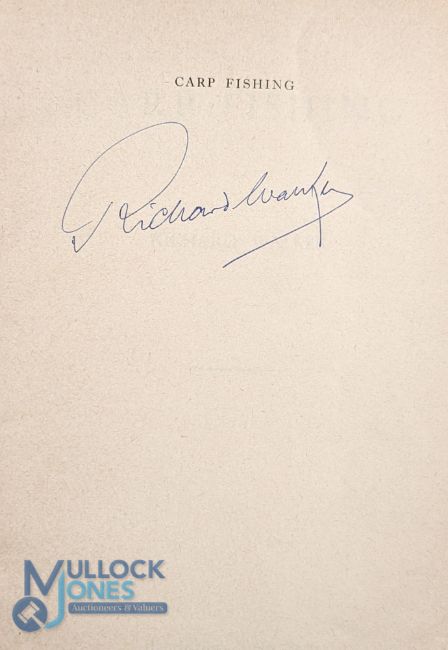 CARP FISHING
Richard Walker
MULLOCK
JONES
Auctioneers & Valuers